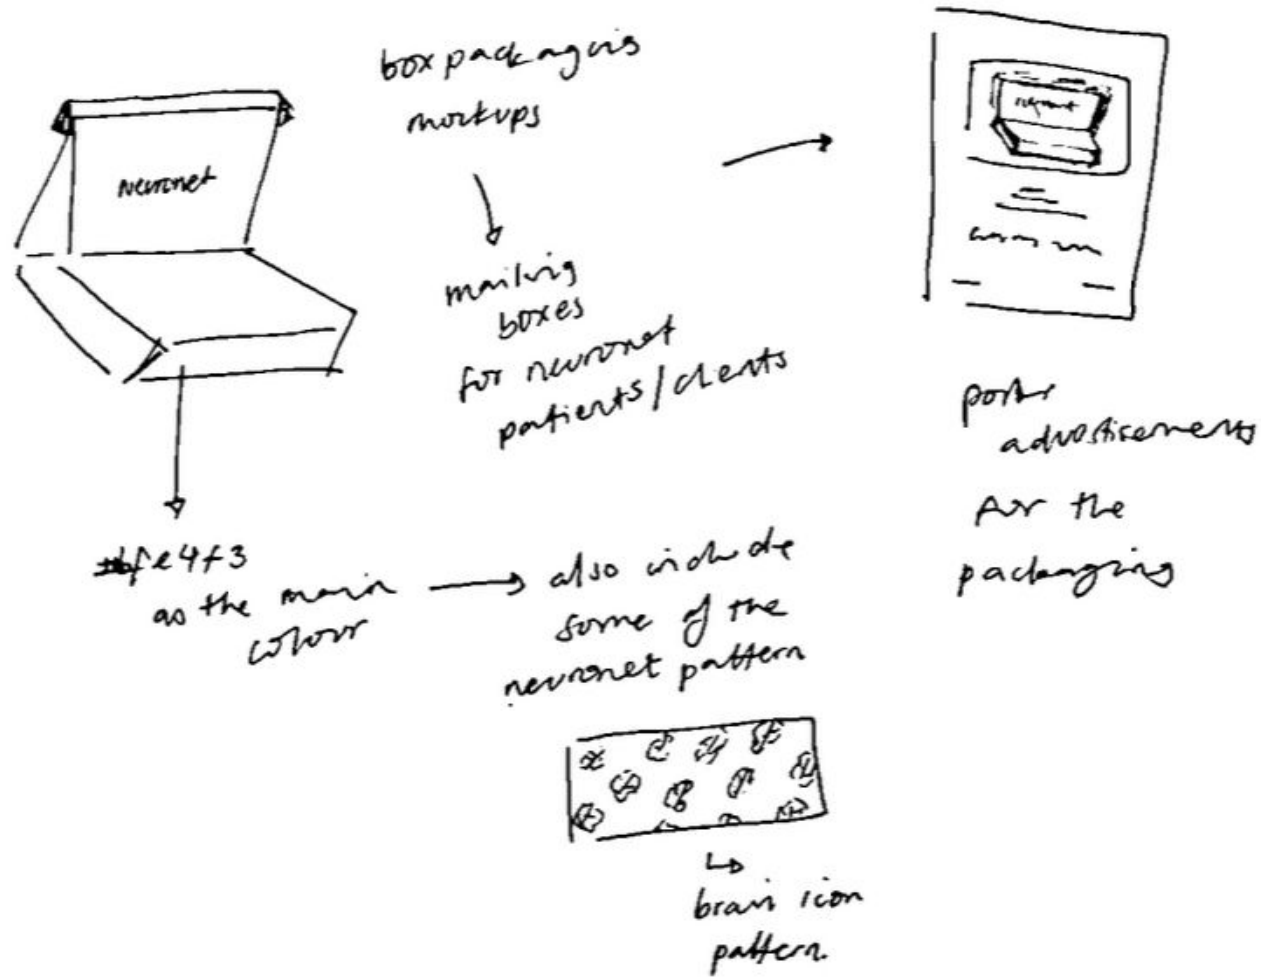 box packaging
mockups
neuronet
mailing
boxes
for neuronet
patients/clients
neuronet
poster
advertisements
for the
packaging
fe4f3
as the main
colour
also include
some of the
neuronet pattern
brain icon
pattern.